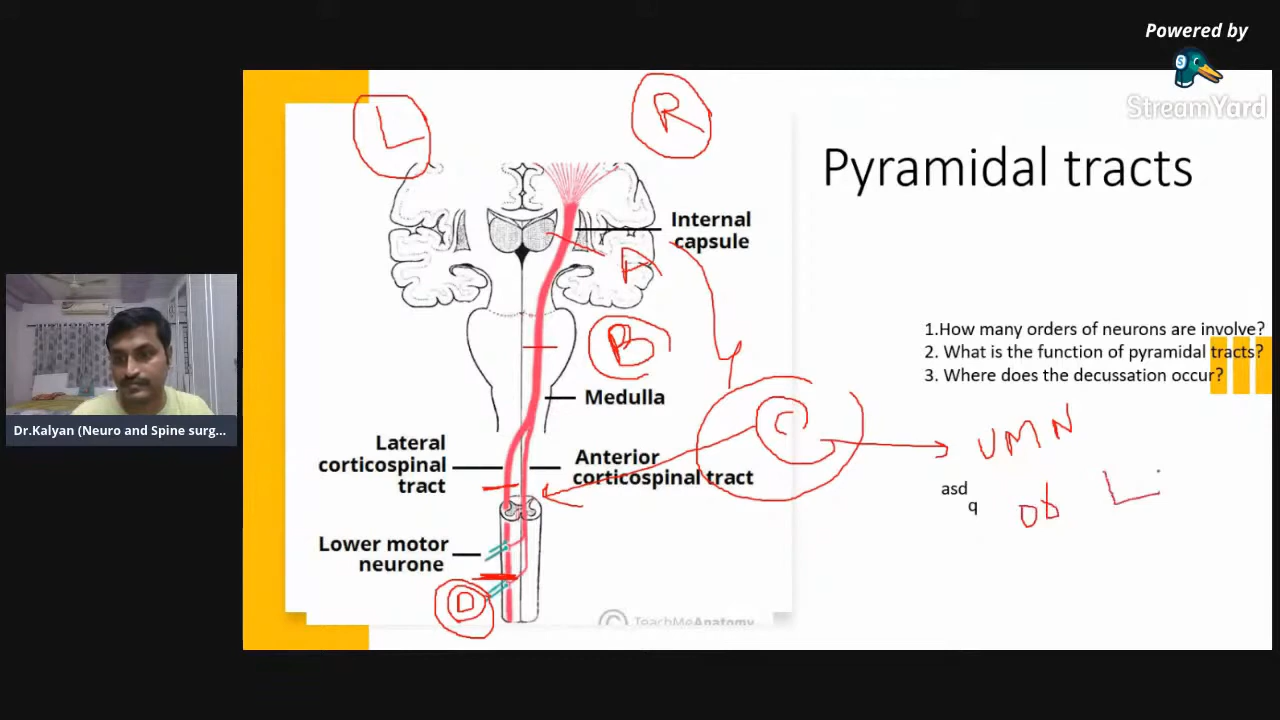 Powered by
StreamYard
L
R
Pyramidal tracts
Internal
capsule
A
B
Medulla
C
UMN
Lateral
corticospinal
tract
Anterior
corticospinal tract
Lower motor
neurone
D
1.How many orders of neurons are involve?
2. What is the function of pyramidal tracts?
3. Where does the decussation occur?
asd
q
L
© TeachMeAnatomy
Dr.Kalyan (Neuro and Spine surg...